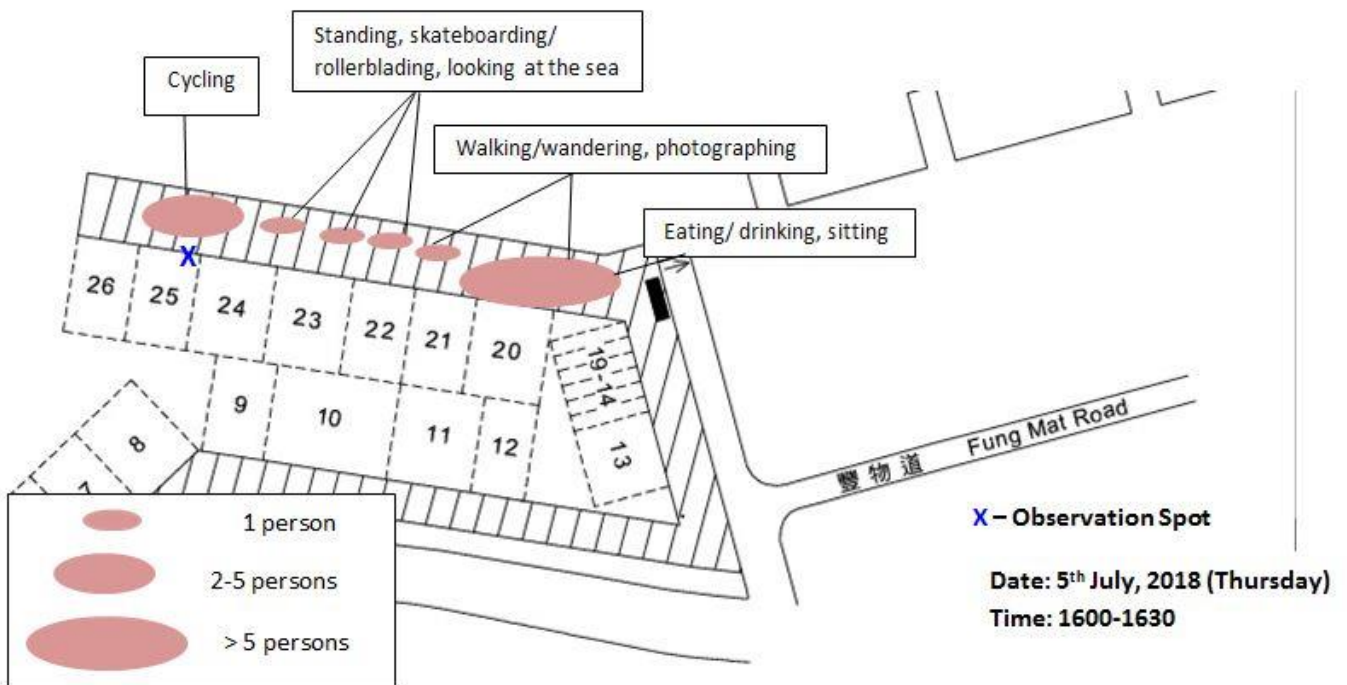 Standing, skateboarding/
rollerblading, looking at the sea
Cycling
Walking/wandering, photographing
Eating/ drinking, sitting
X
26
25
24
23
22
21
20
19-14
13
9
10
11
12
8
7
豐物道 Fung Mat Road
1 person
2-5 persons
> 5 persons
X – Observation Spot
Date: 5th July, 2018 (Thursday)
Time: 1600-1630